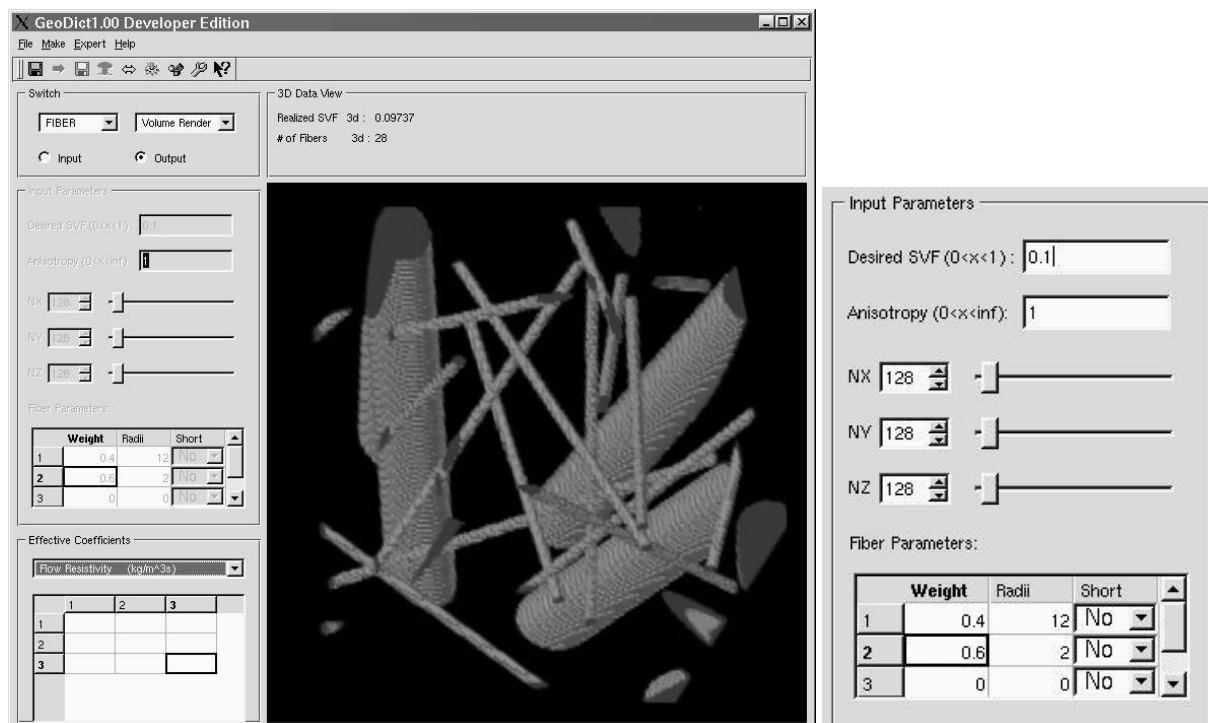 GeoDict1.00 Developer Edition
File Make Expert Help
Switch
FIBER Volume Render
Input Output
Input Parameters
Desired SVF (0<x<1): 0.1
Anisotropy (0<x<inf): 1
NX 128
NY 128
NZ 128
Fiber Parameters:
Weight Radii Short
1 0.4 12 No
2 0.6 2 No
3 0 0 No
Effective Coefficients
Flow Resistivity (kg/m^3s)
1 2 3
1
2
3
3D Data View
Realized SVF 3d : 0.09737
# of Fibers 3d : 28
Input Parameters
Desired SVF (0<x<1) : 0.1
Anisotropy (0<x<inf): 1
NX 128
NY 128
NZ 128
Fiber Parameters:
Weight Radii Short
1 0.4 12 No
2 0.6 2 No
3 0 0 No